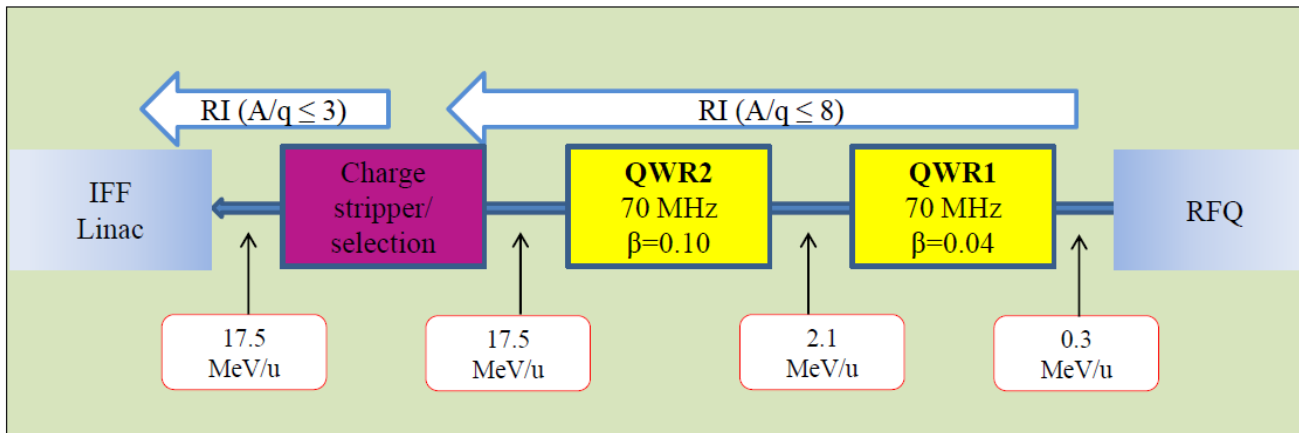 RI (A/q ≤ 3)
RI (A/q ≤ 8)
IFF
Linac
Charge
stripper/
selection
QWR2
70 MHz
β=0.10
QWR1
70 MHz
β=0.04
RFQ
17.5
MeV/u
17.5
MeV/u
2.1
MeV/u
0.3
MeV/u